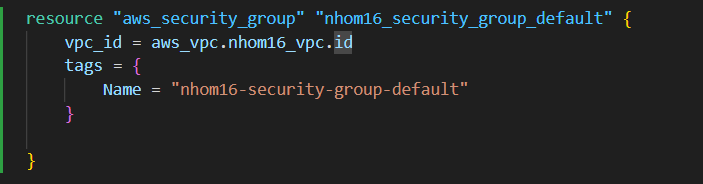 resource "aws_security_group" "nhom16_security_group_default" {
    vpc_id = aws_vpc.nhom16_vpc.id
    tags = {
        Name = "nhom16-security-group-default"
    }
}